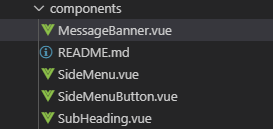 components
MessageBanner.vue
README.md
SideMenu.vue
SideMenuButton.vue
SubHeading.vue